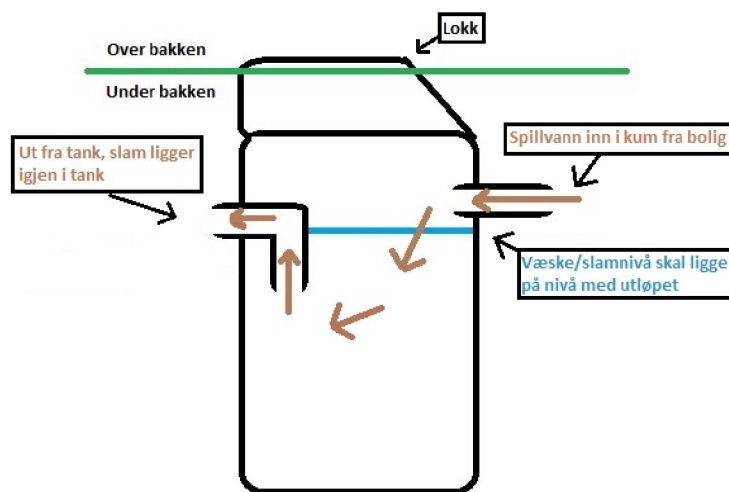 Lokk
Over bakken
Under bakken
Ut fra tank, slam ligger
igjen i tank
Spillvann inn i kum fra bolig
Væske/slamnivå skal ligge
på nivå med utløpet